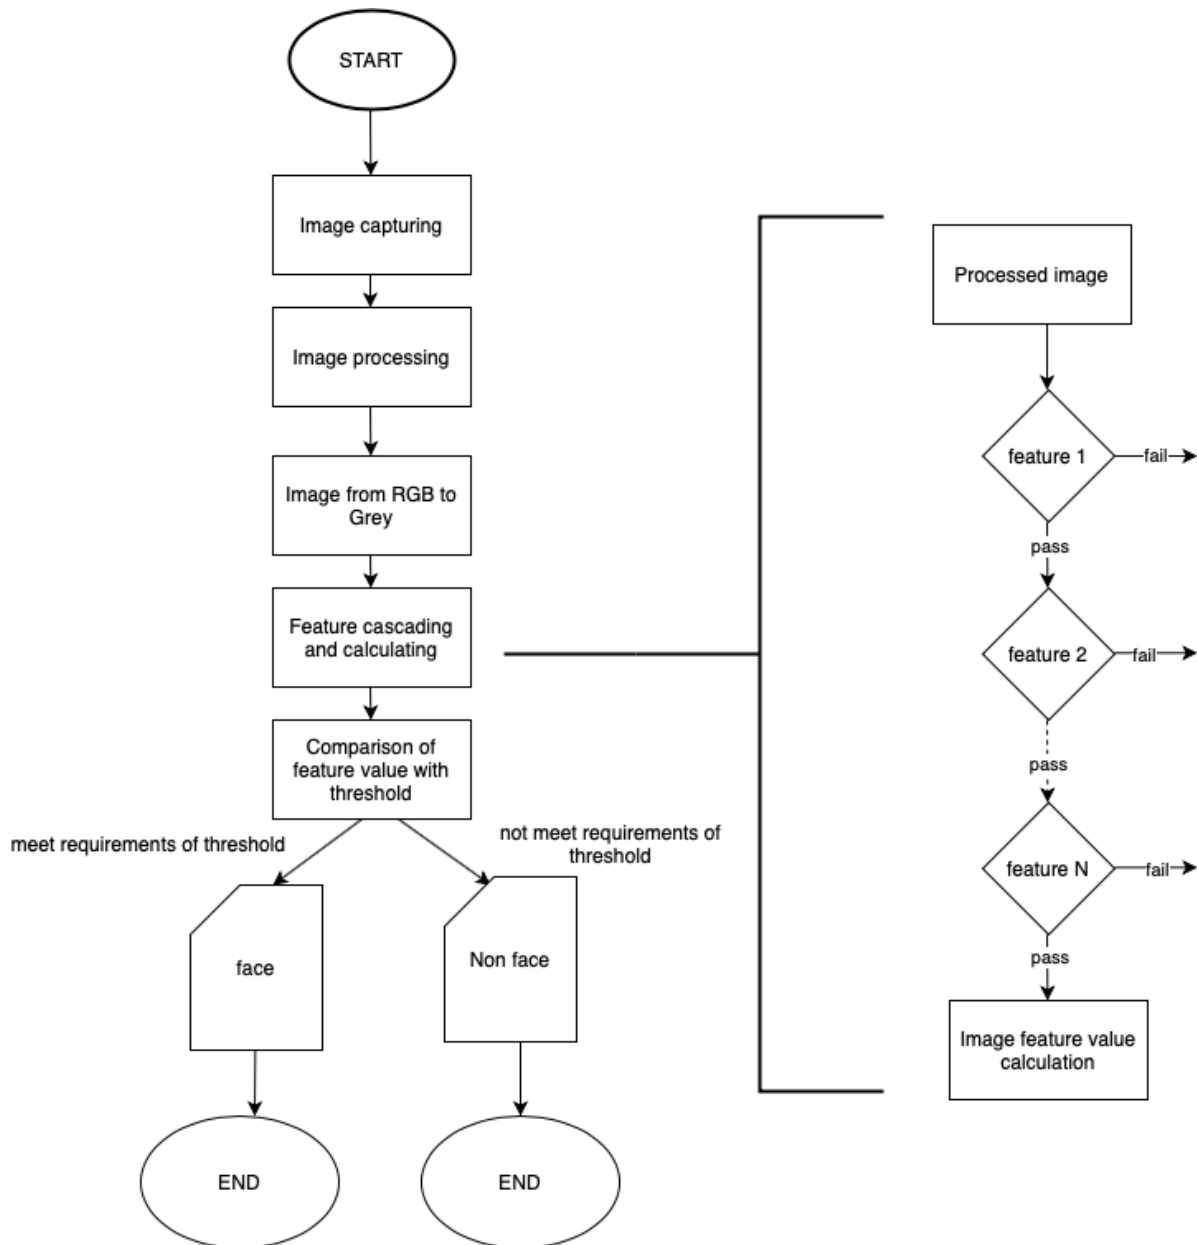 START
Image capturing
Image processing
Image from RGB to
Grey
Feature cascading
and calculating
Comparison of
feature value with
threshold
meet requirements of threshold
not meet requirements of
threshold
face
Non face
END
END
Processed image
feature 1
fail
pass
feature 2
fail
pass
feature N
fail
pass
Image feature value
calculation